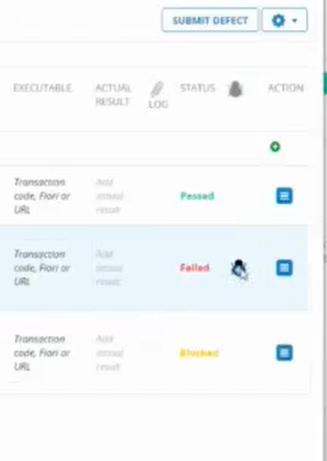 SUBMIT DEFECT
EXECUTABLE ACTUAL STATUS ACTION
RESULT LOG
Transaction Add
code, Fiori or actual
URL result
Passed
Transaction Add
code, Fiori or actual
URL result
Failed
Transaction Add
code, Fiori or actual
URL result
Blocked